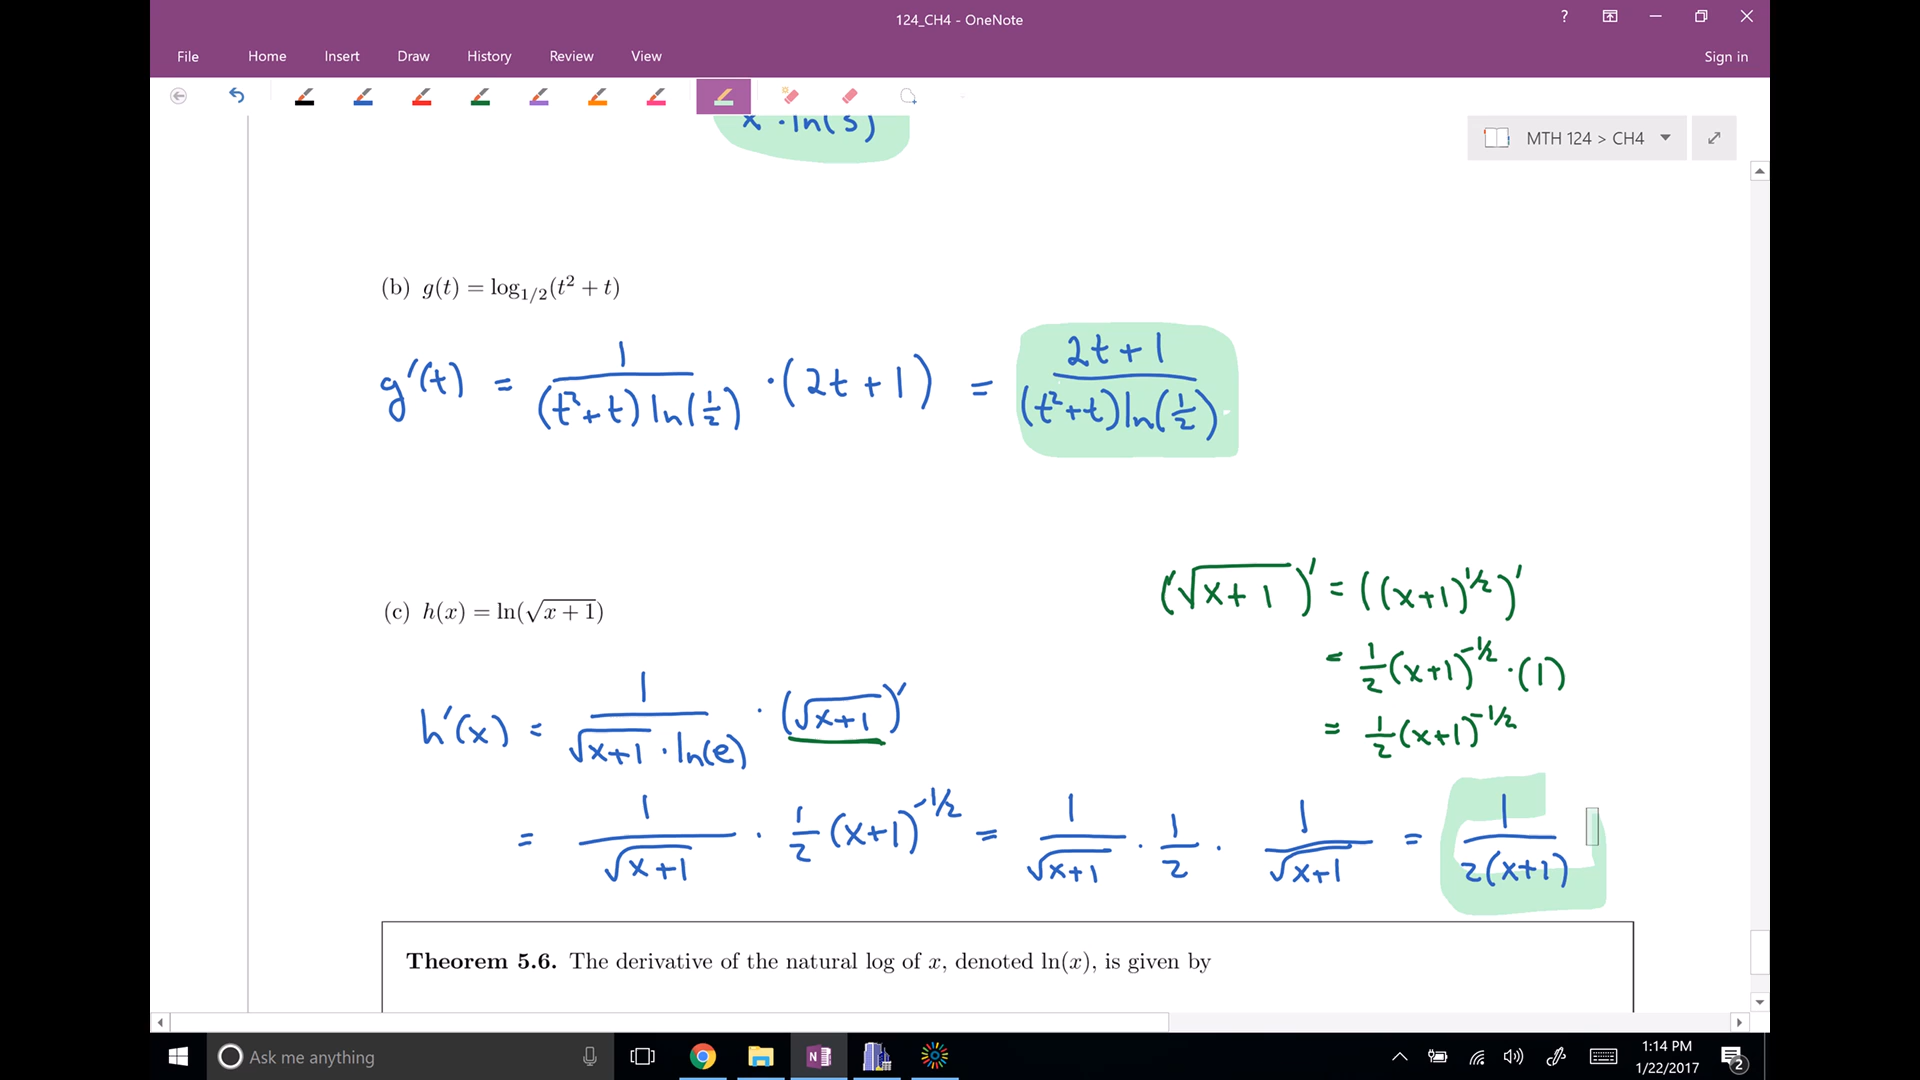 124_CH4 - OneNote
?
File Home Insert Draw History Review View Sign in
MTH 124 > CH4
x · ln(5)
(b) g(t) = log_{1/2}(t² + t)
g'(t) = 1/((t²+t) ln(1/2)) · (2t + 1) = (2t + 1)/((t²+t) ln(1/2))
(√(x+1))' = ((x+1)^{1/2})'
= 1/2 (x+1)^{-1/2} · (1)
= 1/2 (x+1)^{-1/2}
(c) h(x) = ln(√(x + 1))
h'(x) = 1/(√(x+1) · ln(e)) · (√(x+1))'
= 1/√(x+1) · 1/2 (x+1)^{-1/2} = 1/√(x+1) · 1/2 · 1/√(x+1) = 1/(2(x+1))
Theorem 5.6. The derivative of the natural log of x, denoted ln(x), is given by
Ask me anything
1:14 PM
1/22/2017
2